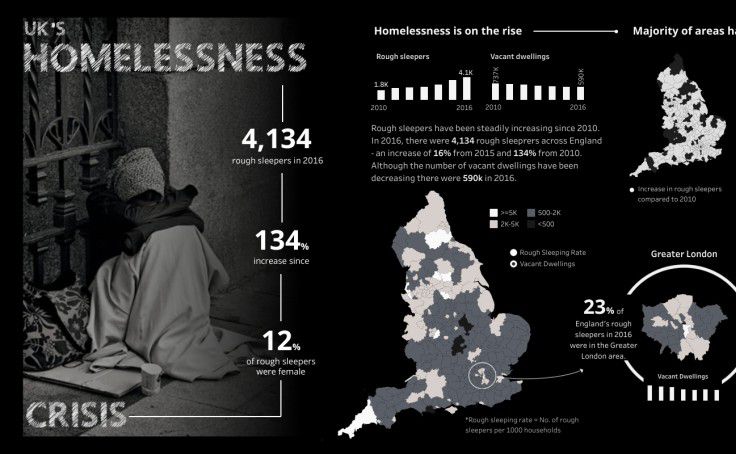 UK'S
HOMELESSNESS
4,134
rough sleepers in 2016
134%
increase since
12%
of rough sleepers
were female
CRISIS
Homelessness is on the rise
Rough sleepers
1.8K
4.1K
2010
2016
Vacant dwellings
737K
590K
2010
2016
Rough sleepers have been steadily increasing since 2010.
In 2016, there were 4,134 rough sleeprers across England
- an increase of 16% from 2015 and 134% from 2010.
Although the number of vacant dwellings have been
decreasing there were 590k in 2016.
>=5K
500-2K
2K-5K
<500
Rough Sleeping Rate
Vacant Dwellings
*Rough sleeping rate = No. of rough
sleepers per 1000 households
Majority of areas ha
Increase in rough sleepers
compared to 2010
Greater London
23% of
England's rough
sleepers in 2016
were in the Greater
London area.
Vacant Dwellings